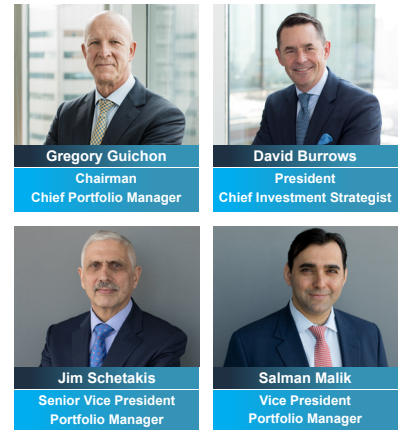 Gregory Guichon
Chairman
Chief Portfolio Manager
David Burrows
President
Chief Investment Strategist
Jim Schetakis
Senior Vice President
Portfolio Manager
Salman Malik
Vice President
Portfolio Manager